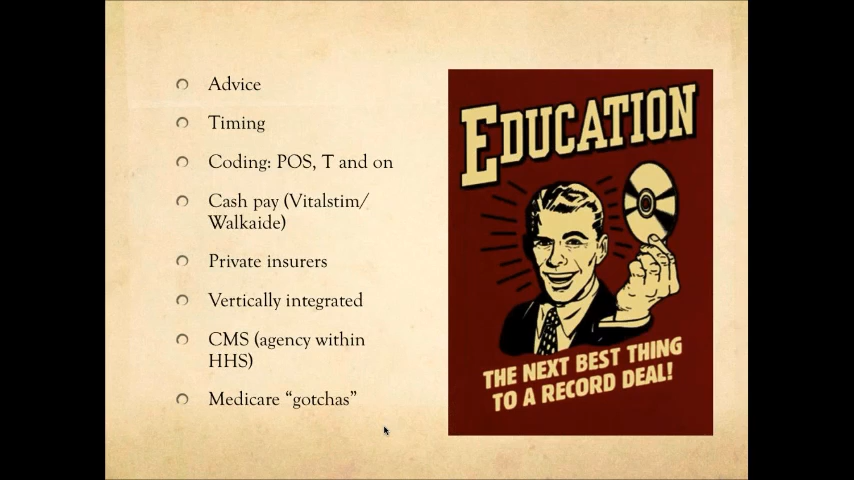 Advice
Timing
Coding: POS, T and on
Cash pay (Vitalstim/
Walkaide)
Private insurers
Vertically integrated
CMS (agency within
HHS)
Medicare “gotchas”
EDUCATION
THE NEXT BEST THING
TO A RECORD DEAL!